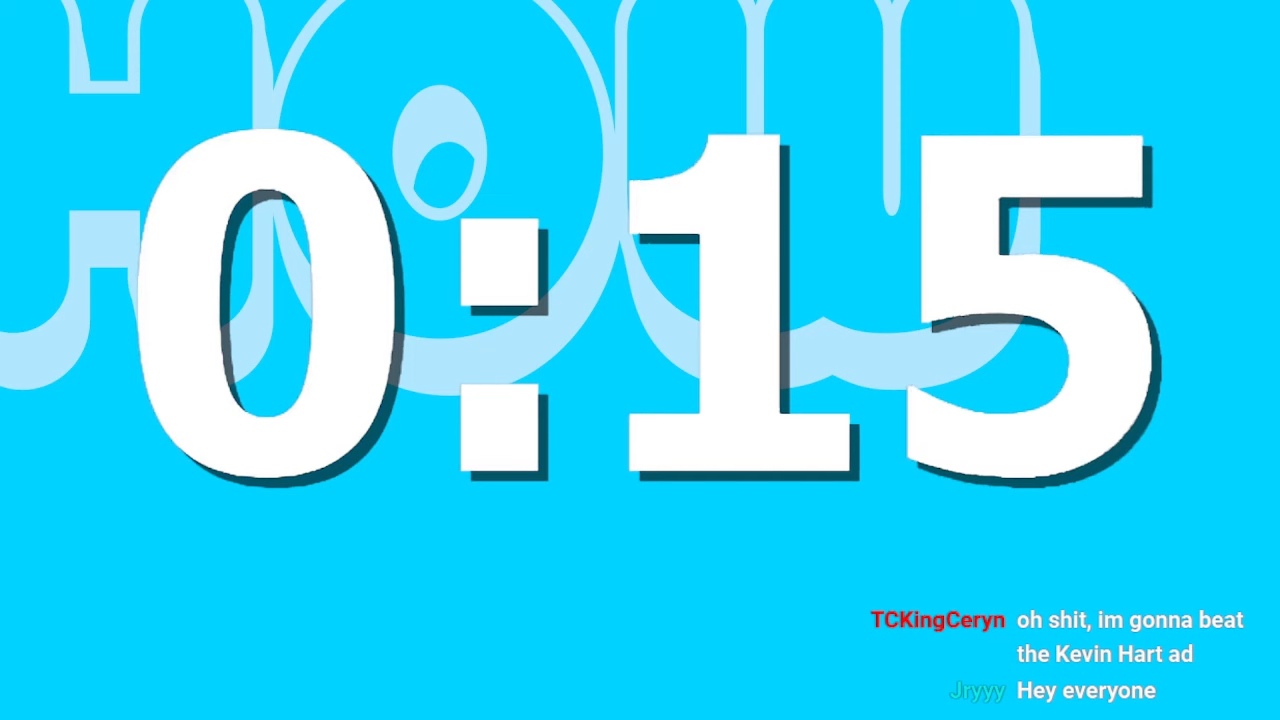 0:15
TCKingCeryn oh shit, im gonna beat
the Kevin Hart ad
Jryyy Hey everyone